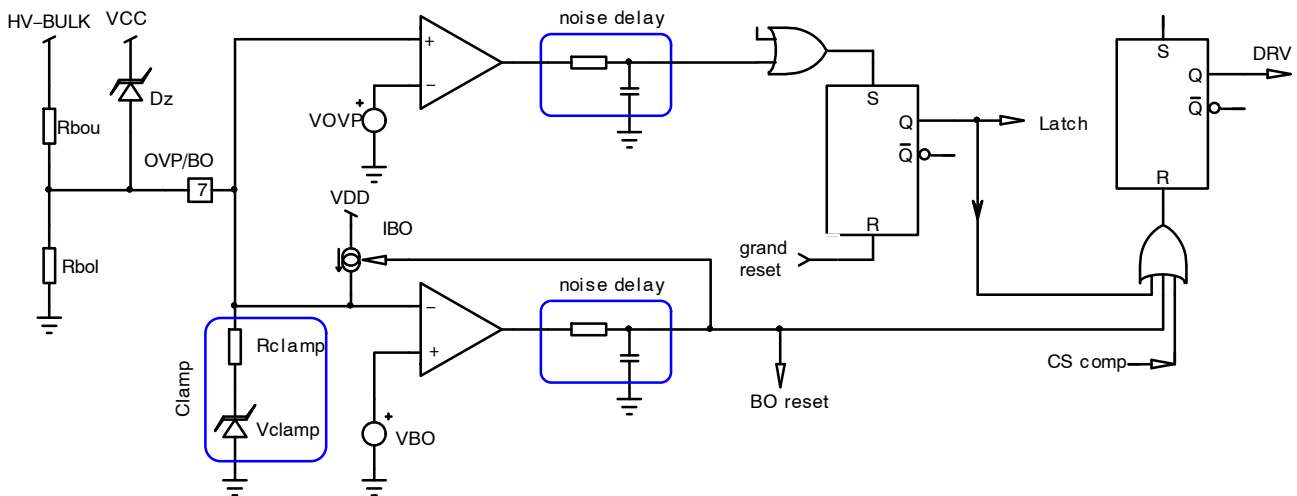 HV−BULK
VCC
noise delay
Dz
Rbou
VOVP
+
−
+
OVP/BO
7
S
Q
Q
R
Latch
S
Q
Q
R
DRV
VDD
IBO
Rbol
grand
reset
noise delay
−
+
Clamp
Rclamp
Vclamp
+
VBO
BO reset
CS comp